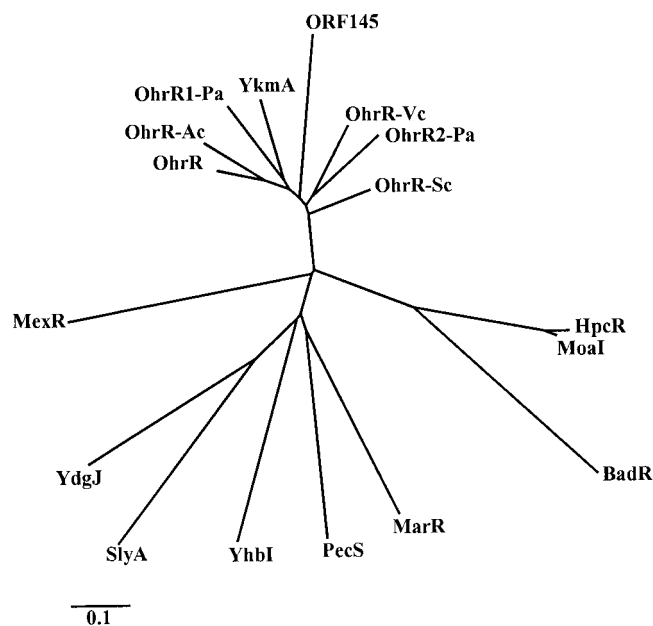 ORF145
YkmA
OhrR1-Pa
OhrR-Vc
OhrR-Ac
OhrR2-Pa
OhrR
OhrR-Sc
MexR
HpcR
MoaI
YdgJ
BadR
MarR
SlyA
YhbI
PecS
0.1